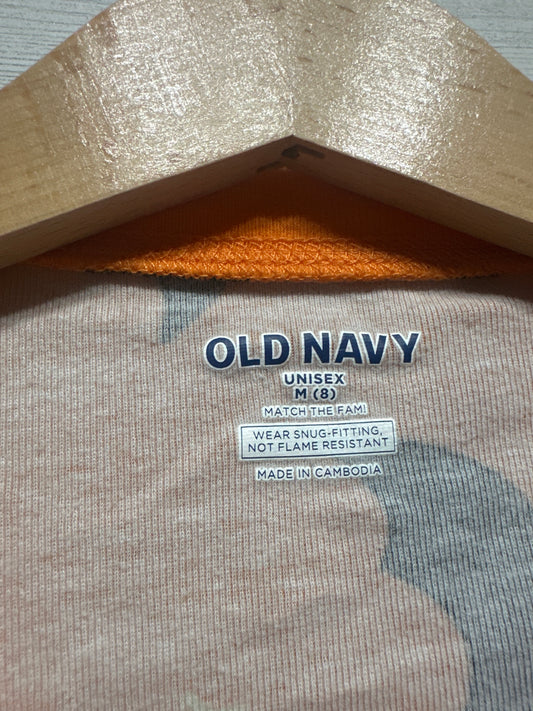 OLD NAVY
UNISEX
M (8)
MATCH THE FAM!
WEAR SNUG-FITTING,
NOT FLAME RESISTANT
MADE IN CAMBODIA